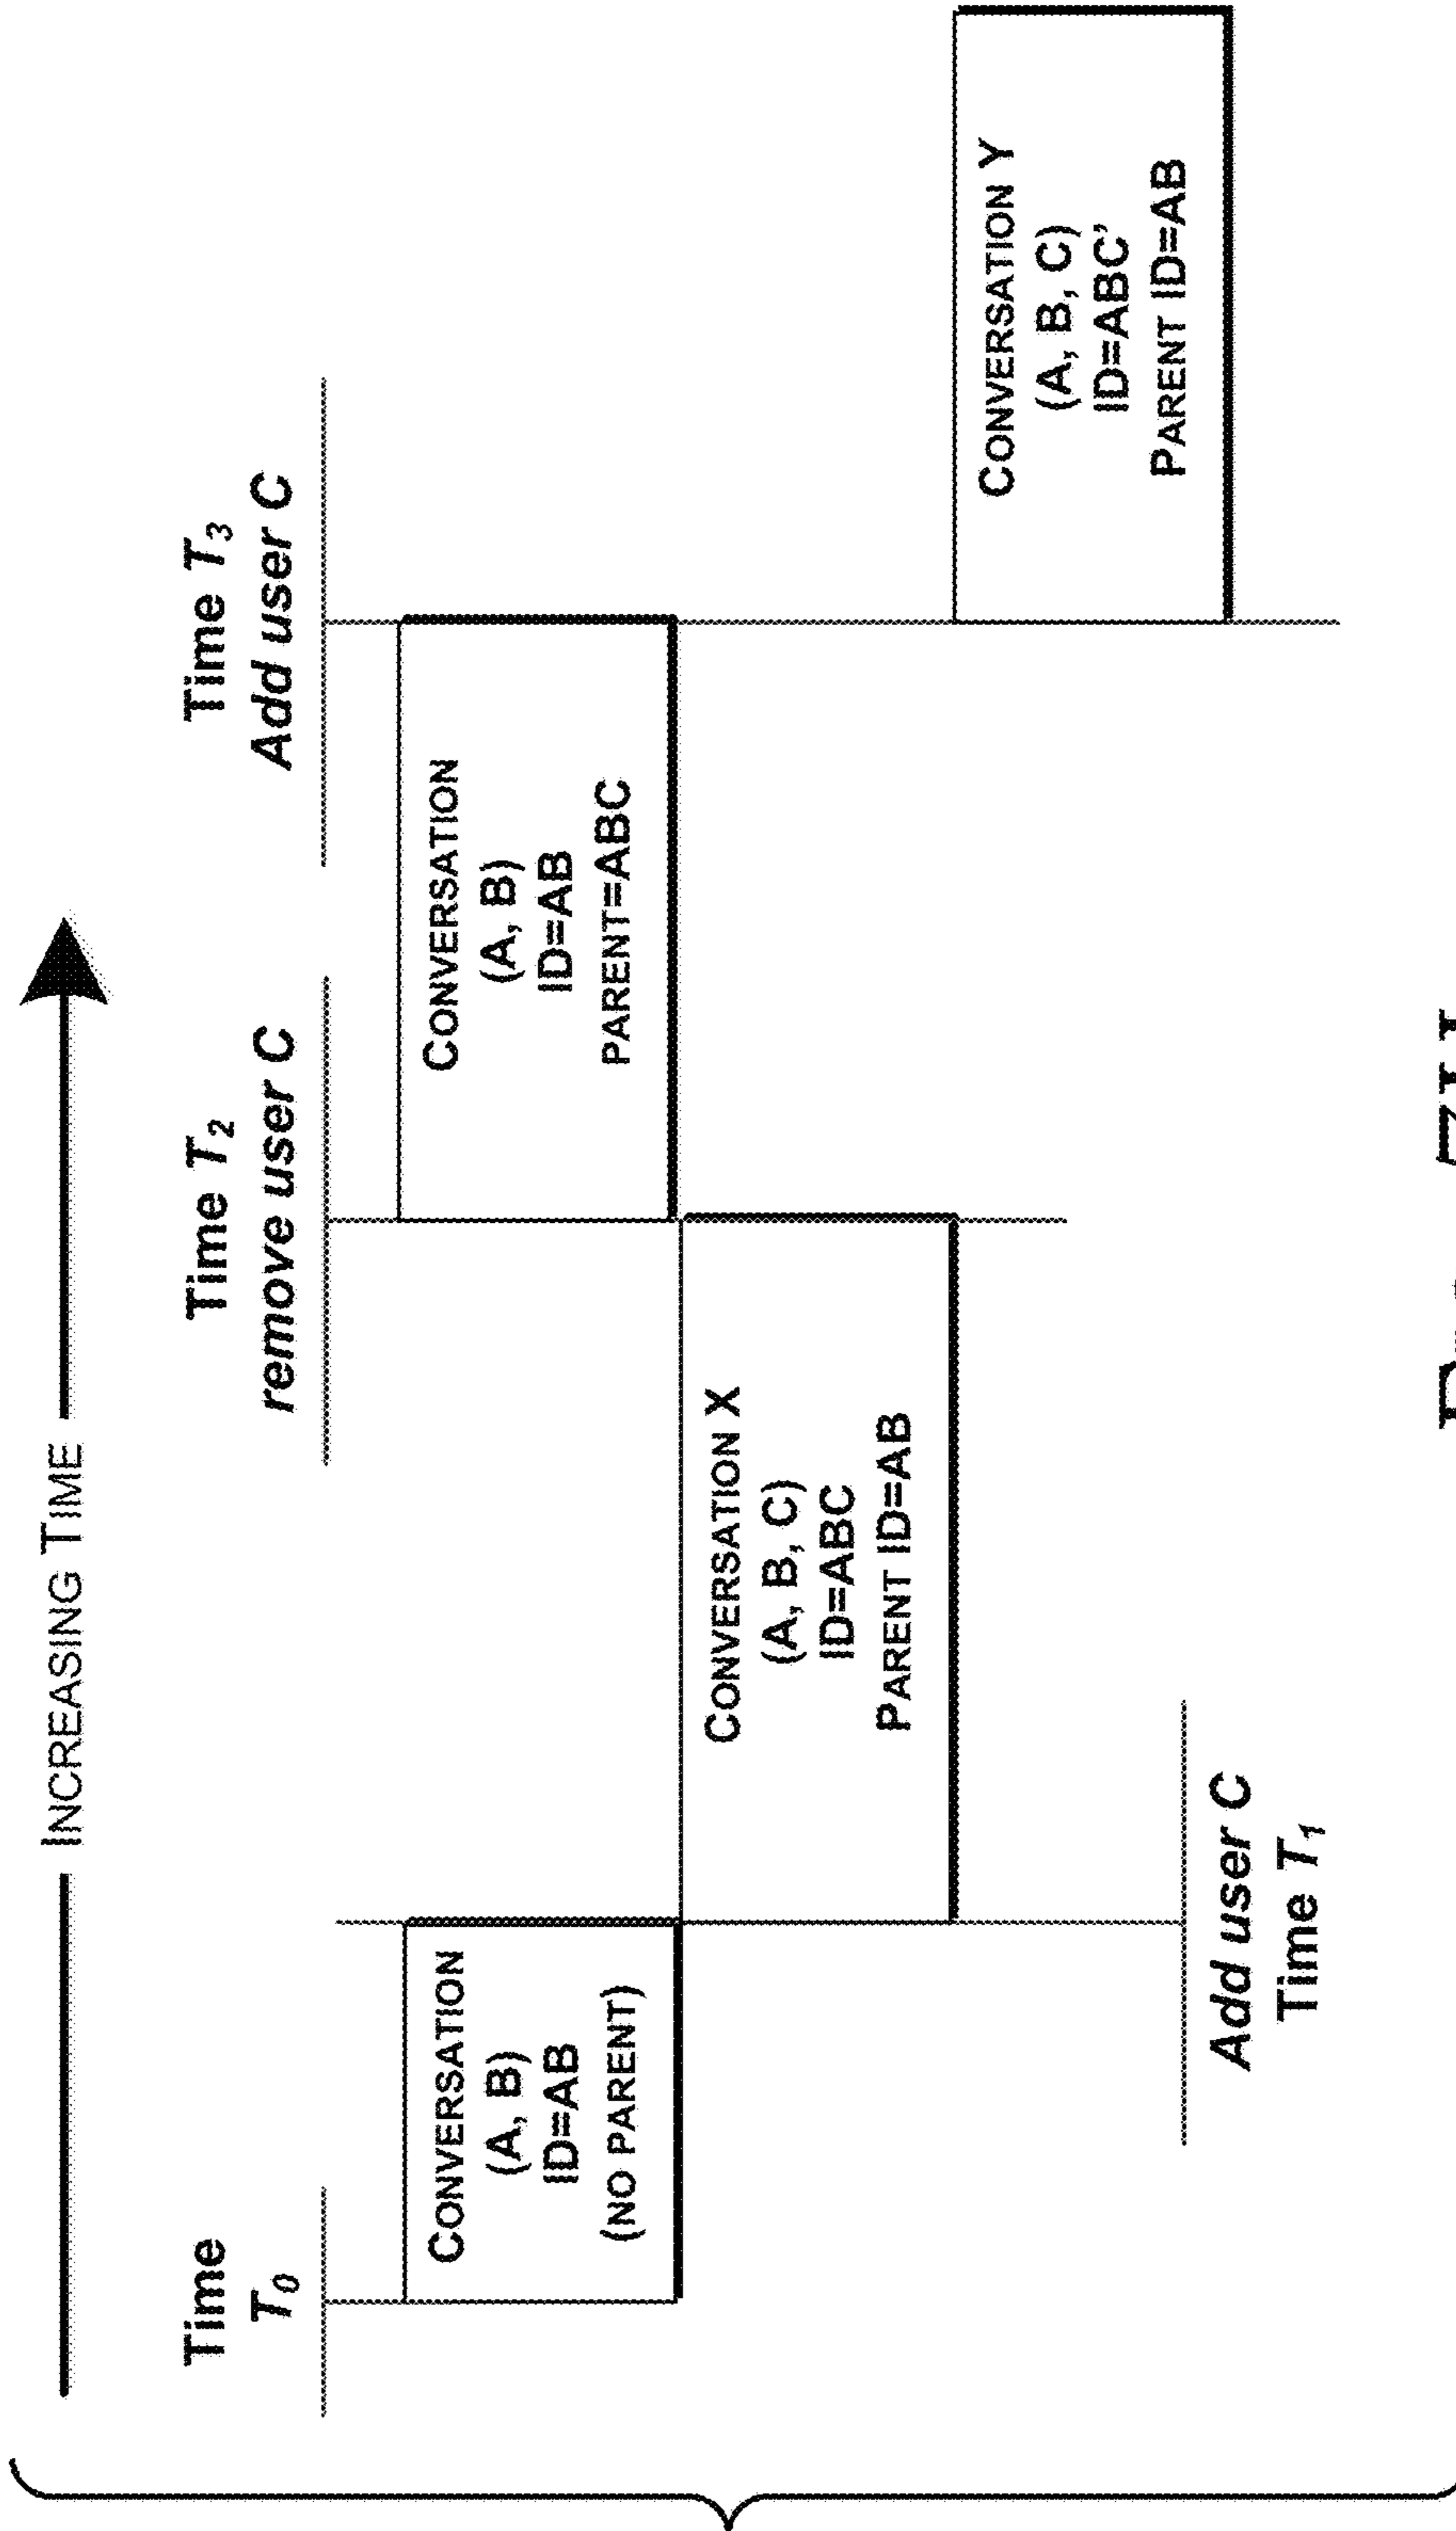 INCREASING TIME
Time
T0
Time T2
remove user C
Time T3
Add user C
CONVERSATION
(A, B)
ID=AB
(NO PARENT)
CONVERSATION
(A, B)
ID=AB
PARENT=ABC
CONVERSATION X
(A, B, C)
ID=ABC
PARENT ID=AB
CONVERSATION Y
(A, B, C)
ID=ABC'
PARENT ID=AB
Add user C
Time T1